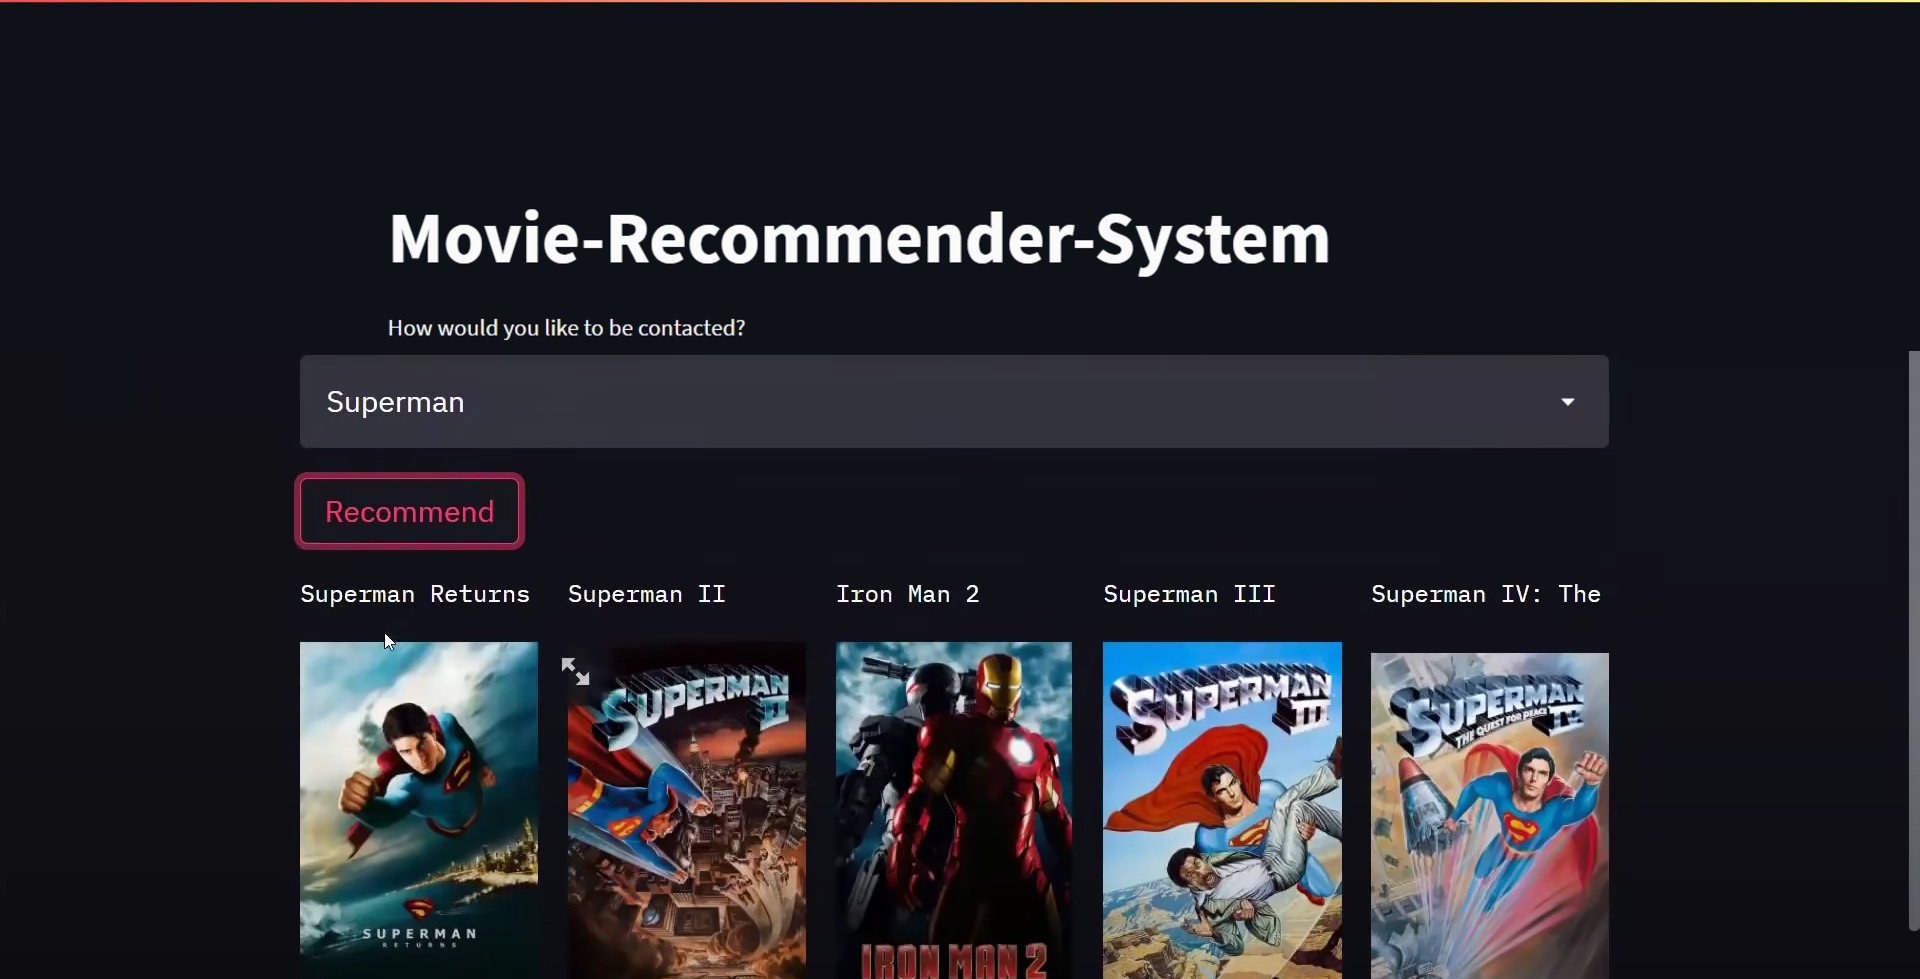 Movie-Recommender-System
How would you like to be contacted?
Superman
Recommend
Superman Returns
Superman II
Iron Man 2
Superman III
Superman IV: The
SUPERMAN
RETURNS
SUPERMAN
II
IRON MAN 2
SUPERMAN
III
SUPERMAN
IV
THE QUEST FOR PEACE